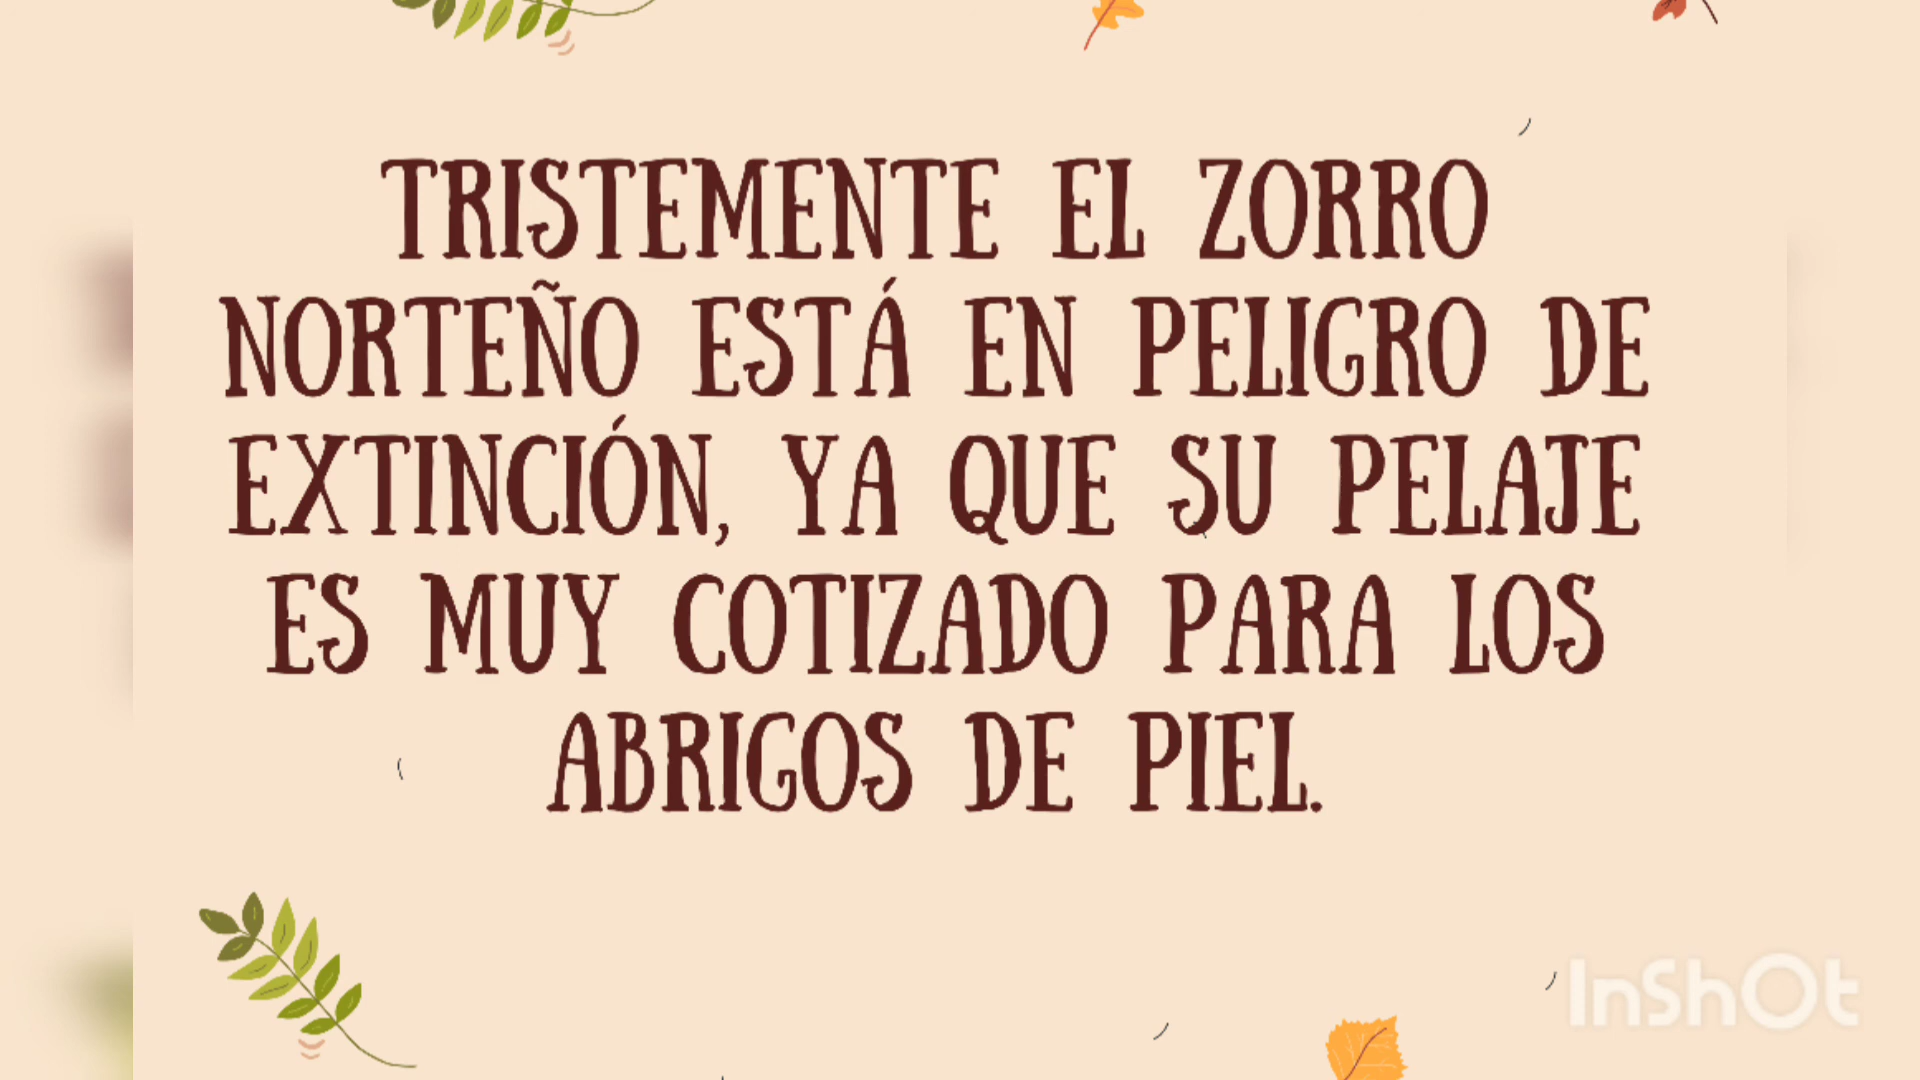 TRISTEMENTE EL ZORRO
NORTEÑO ESTÁ EN PELIGRO DE
EXTINCIÓN, YA QUE SU PELAJE
ES MUY COTIZADO PARA LOS
ABRIGOS DE PIEL.
InShOt